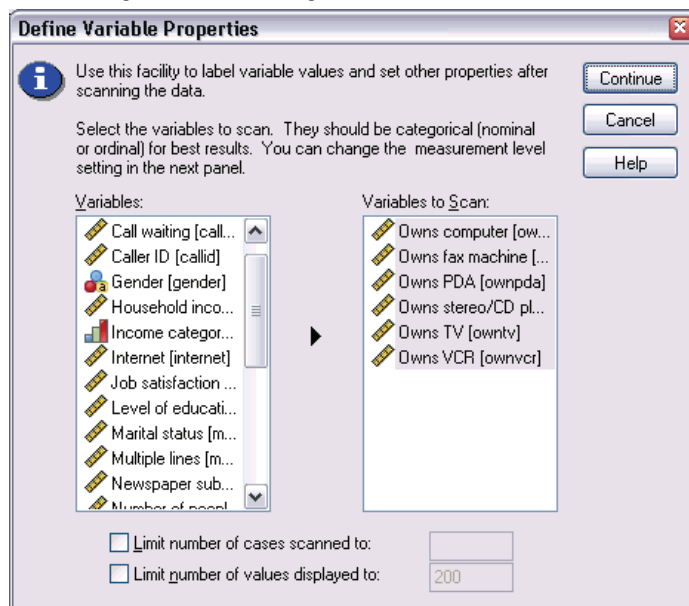 Define Variable Properties
Use this facility to label variable values and set other properties after
scanning the data.
Select the variables to scan. They should be categorical (nominal
or ordinal) for best results. You can change the measurement level
setting in the next panel.
Continue
Cancel
Help
Variables:
Call waiting [call...
Caller ID [callid]
Gender [gender]
Household inco...
Income categor...
Internet [internet]
Job satisfaction ...
Level of educati...
Marital status [m...
Multiple lines [m...
Newspaper sub...
Number of peopl
Variables to Scan:
Owns computer [ow...
Owns fax machine [...
Owns PDA [ownpda]
Owns stereo/CD pl...
Owns TV [owntv]
Owns VCR [ownvcr]
Limit number of cases scanned to:
Limit number of values displayed to:
200